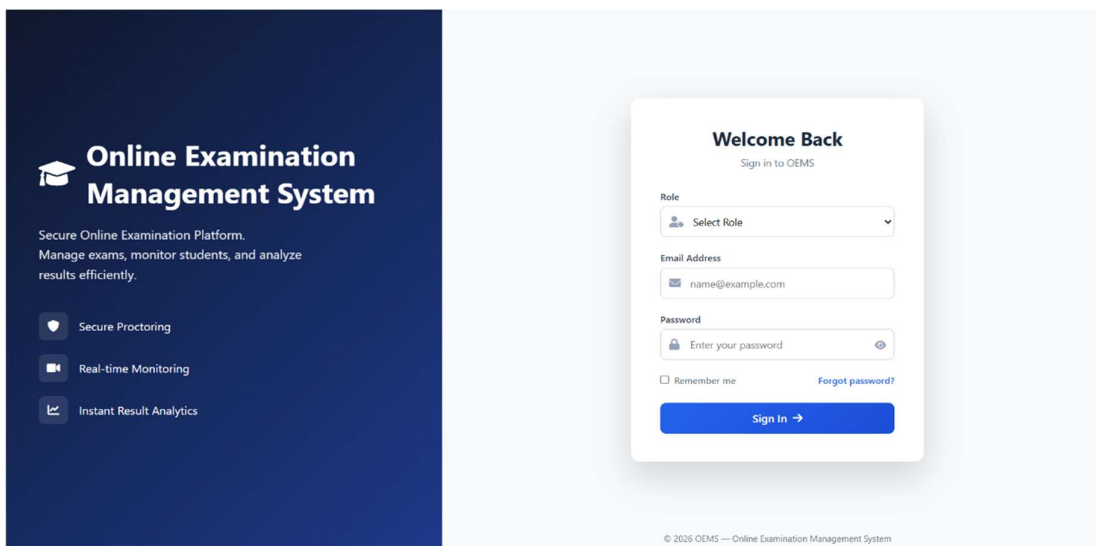 Online Examination
Management System
Secure Online Examination Platform.
Manage exams, monitor students, and analyze
results efficiently.
Secure Proctoring
Real-time Monitoring
Instant Result Analytics
Welcome Back
Sign in to OEMS
Role
Select Role
Email Address
name@example.com
Password
Enter your password
Remember me
Forgot password?
Sign In →
© 2026 OEMS — Online Examination Management System